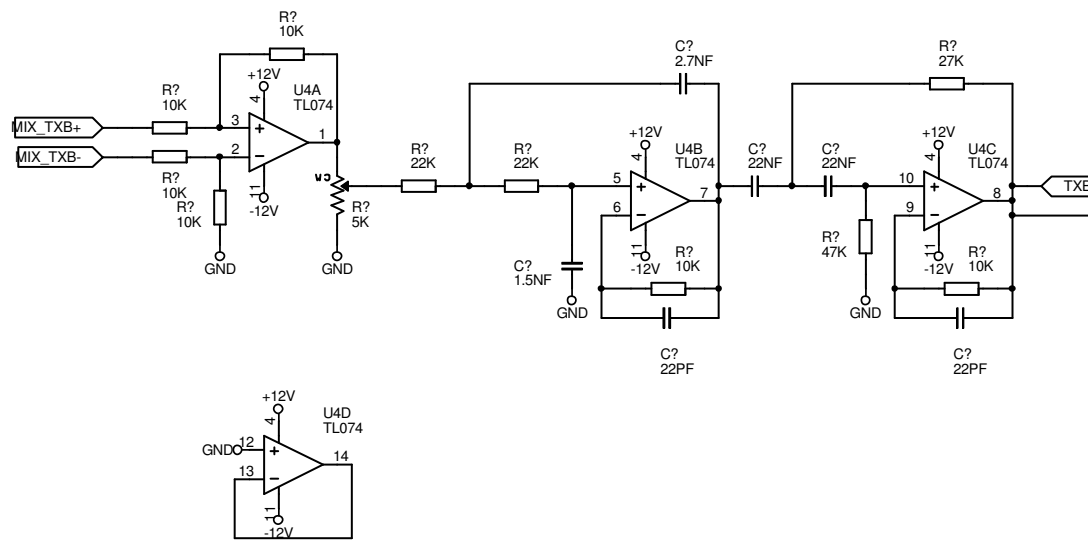 R?
10K
+12V
4
U4A
TL074
R?
10K
MIX_TXB+
3
+
1
MIX_TXB-
2
−
R?
10K
R?
10K
11
-12V
GND
CW
R?
5K
GND
R?
22K
R?
22K
C?
2.7NF
+12V
4
U4B
TL074
5
+
7
6
−
11
-12V
R?
10K
C?
1.5NF
GND
C?
22PF
C?
22NF
C?
22NF
R?
27K
+12V
4
U4C
TL074
10
+
8
9
−
11
-12V
R?
47K
GND
R?
10K
C?
22PF
TXB
+12V
4
U4D
TL074
GND
12
+
14
13
−
11
-12V